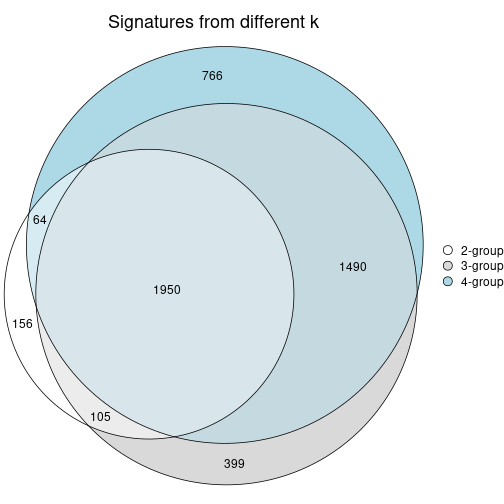 Signatures from different k
766
64
1490
1950
156
105
399
2-group
3-group
4-group